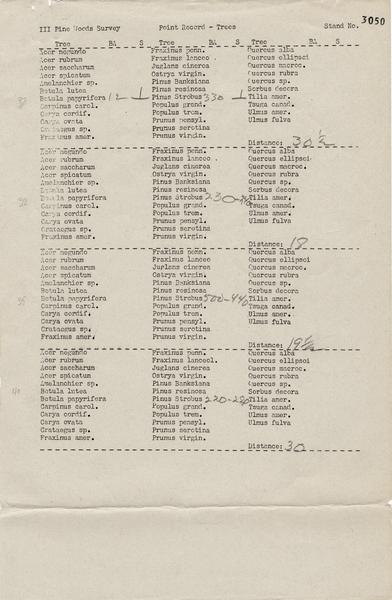 III Pine Woods Survey Point Record - Trees Stand No. 3050
Tree BA S Tree BA S Tree BA S
Acer negundo Fraxinus penn. Quercus alba
Acer rubrum Fraxinus lanceo Quercus ellipsi
Acer saccharum Juglans cinerea Quercus macroc.
Acer spicatum Ostrya virgin. Quercus rubra
Amelanchier sp. Pinus Banksiana Quercus sp.
Betula lutea Pinus resinosa Sorbus decora
Betula papyrifera 12 Pinus Strobus 330 Tilia amer.
Carpinus carol. Populus grand. Tsuga canad.
Carya cordif. Populus trem. Ulmus amer.
Carya ovata Prunus pensyl. Ulmus fulva
Crataegus sp. Prunus serotina
Fraxinus amer. Prunus virgin.
Distance: 30 ½
Acer negundo Fraxinus penn. Quercus alba
Acer rubrum Fraxinus lanceo. Quercus ellipsi
Acer saccharum Juglans cinerea Quercus macroc.
Acer spicatum Ostrya virgin. Quercus rubra
Amelanchier sp. Pinus Banksiana Quercus sp.
Betula lutea Pinus resinosa Sorbus decora
Betula papyrifera Pinus Strobus 230 Tilia amer.
Carpinus carol. Populus grand. Tsuga canad.
Carya cordif. Populus trem. Ulmus amer.
Carya ovata Prunus pensyl. Ulmus fulva
Crataegus sp. Prunus serotina
Fraxinus amer. Prunus virgin.
Distance: 18
Acer negundo Fraxinus penn. Quercus alba
Acer rubrum Fraxinus lanceo Quercus ellipsi
Acer saccharum Juglans cinerea Quercus macroc.
Acer spicatum Ostrya virgin. Quercus rubra
Amelanchier sp. Pinus Banksiana Quercus sp.
Betula lutea Pinus resinosa Sorbus decora
Betula papyrifera Pinus Strobus 500 Tilia amer.
Carpinus carol. Populus grand. Tsuga canad.
Carya cordif. Populus trem. Ulmus amer.
Carya ovata Prunus pensyl. Ulmus fulva
Crataegus sp. Prunus serotina
Fraxinus amer. Prunus virgin.
Distance: 19 ½
Acer negundo Fraxinus penn. Quercus alba
Acer rubrum Fraxinus lanceol. Quercus ellipsi
Acer saccharum Juglans cinerea Quercus macroc.
Acer spicatum Ostrya virgin. Quercus rubra
Amelanchier sp. Pinus Banksiana Quercus sp.
Betula lutea Pinus resinosa Sorbus decora
Betula papyrifera Pinus Strobus 220 Tilia amer.
Carpinus carol. Populus grand. Tsuga canad.
Carya cordif. Populus trem. Ulmus amer.
Carya ovata Prunus pensyl. Ulmus fulva
Crataegus sp. Prunus serotina
Fraxinus amer. Prunus virgin.
Distance: 30